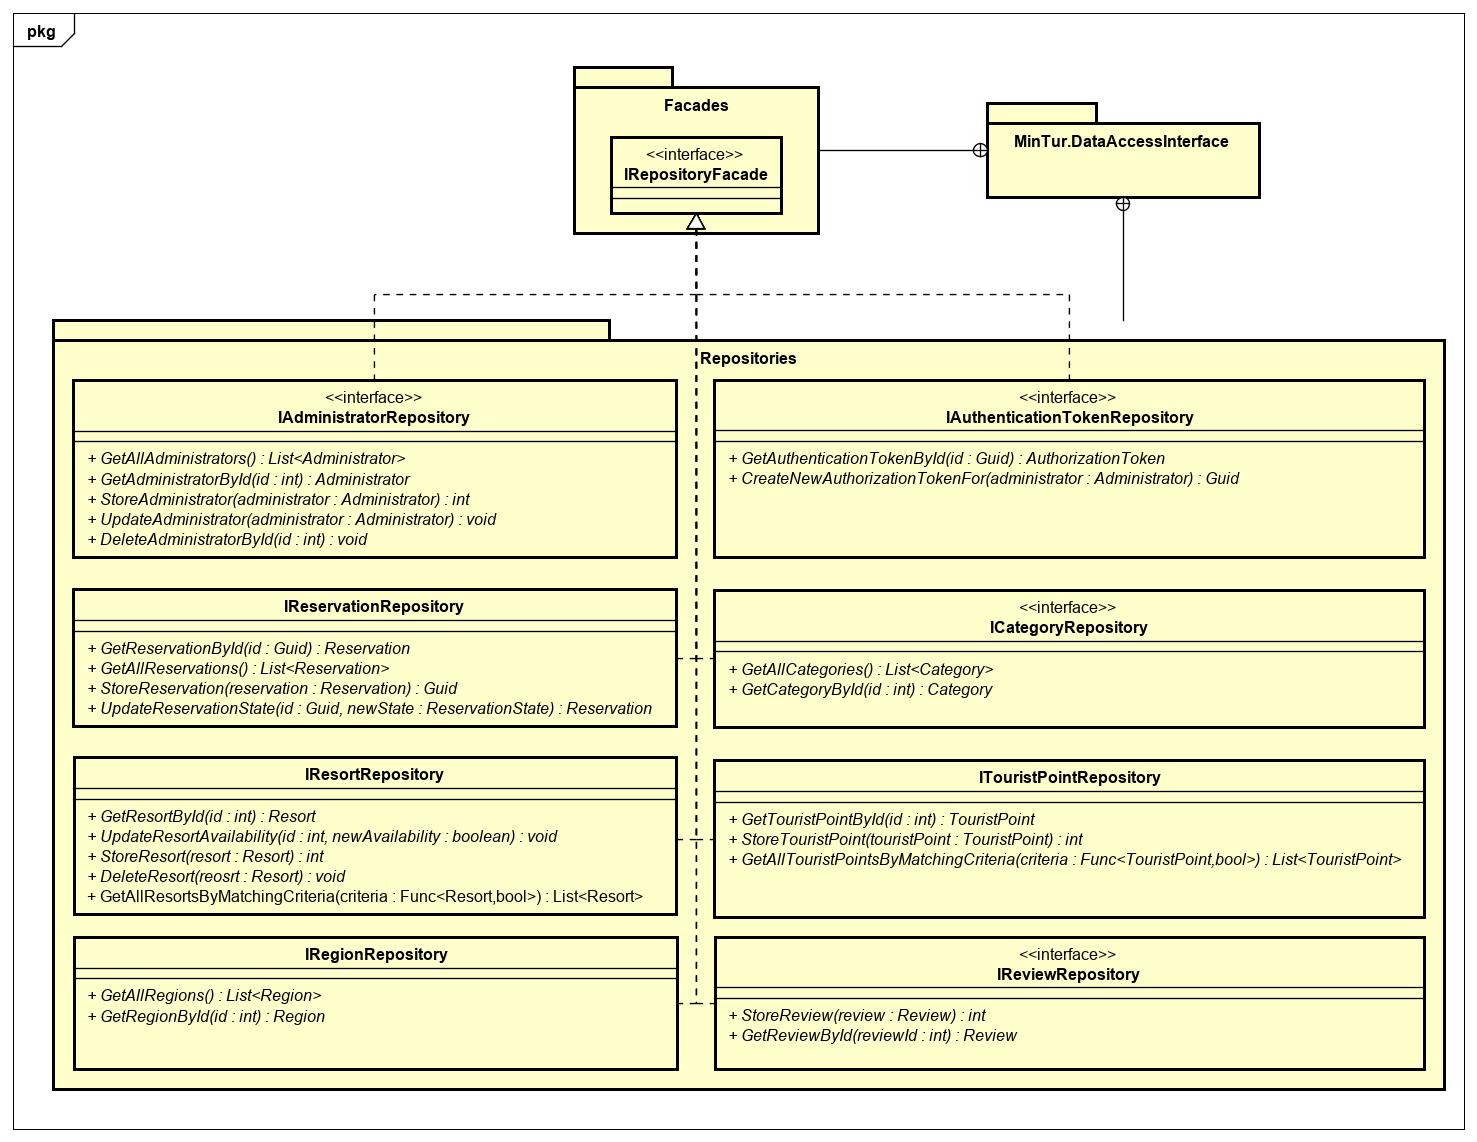 pkg
Facades
<<interface>>
IRepositoryFacade
MinTur.DataAccessInterface
Repositories
<<interface>>
IAdministratorRepository
+ GetAllAdministrators() : List<Administrator>
+ GetAdministratorById(id : int) : Administrator
+ StoreAdministrator(administrator : Administrator) : int
+ UpdateAdministrator(administrator : Administrator) : void
+ DeleteAdministratorById(id : int) : void
<<interface>>
IAuthenticationTokenRepository
+ GetAuthenticationTokenById(id : Guid) : AuthorizationToken
+ CreateNewAuthorizationTokenFor(administrator : Administrator) : Guid
IReservationRepository
+ GetReservationById(id : Guid) : Reservation
+ GetAllReservations() : List<Reservation>
+ StoreReservation(reservation : Reservation) : Guid
+ UpdateReservationState(id : Guid, newState : ReservationState) : Reservation
<<interface>>
ICategoryRepository
+ GetAllCategories() : List<Category>
+ GetCategoryById(id : int) : Category
IResortRepository
+ GetResortById(id : int) : Resort
+ UpdateResortAvailability(id : int, newAvailability : boolean) : void
+ StoreResort(resort : Resort) : int
+ DeleteResort(reosrt : Resort) : void
+ GetAllResortsByMatchingCriteria(criteria : Func<Resort,bool>) : List<Resort>
ITouristPointRepository
+ GetTouristPointById(id : int) : TouristPoint
+ StoreTouristPoint(touristPoint : TouristPoint) : int
+ GetAllTouristPointsByMatchingCriteria(criteria : Func<TouristPoint,bool>) : List<TouristPoint>
IRegionRepository
+ GetAllRegions() : List<Region>
+ GetRegionById(id : int) : Region
<<interface>>
IReviewRepository
+ StoreReview(review : Review) : int
+ GetReviewById(reviewId : int) : Review